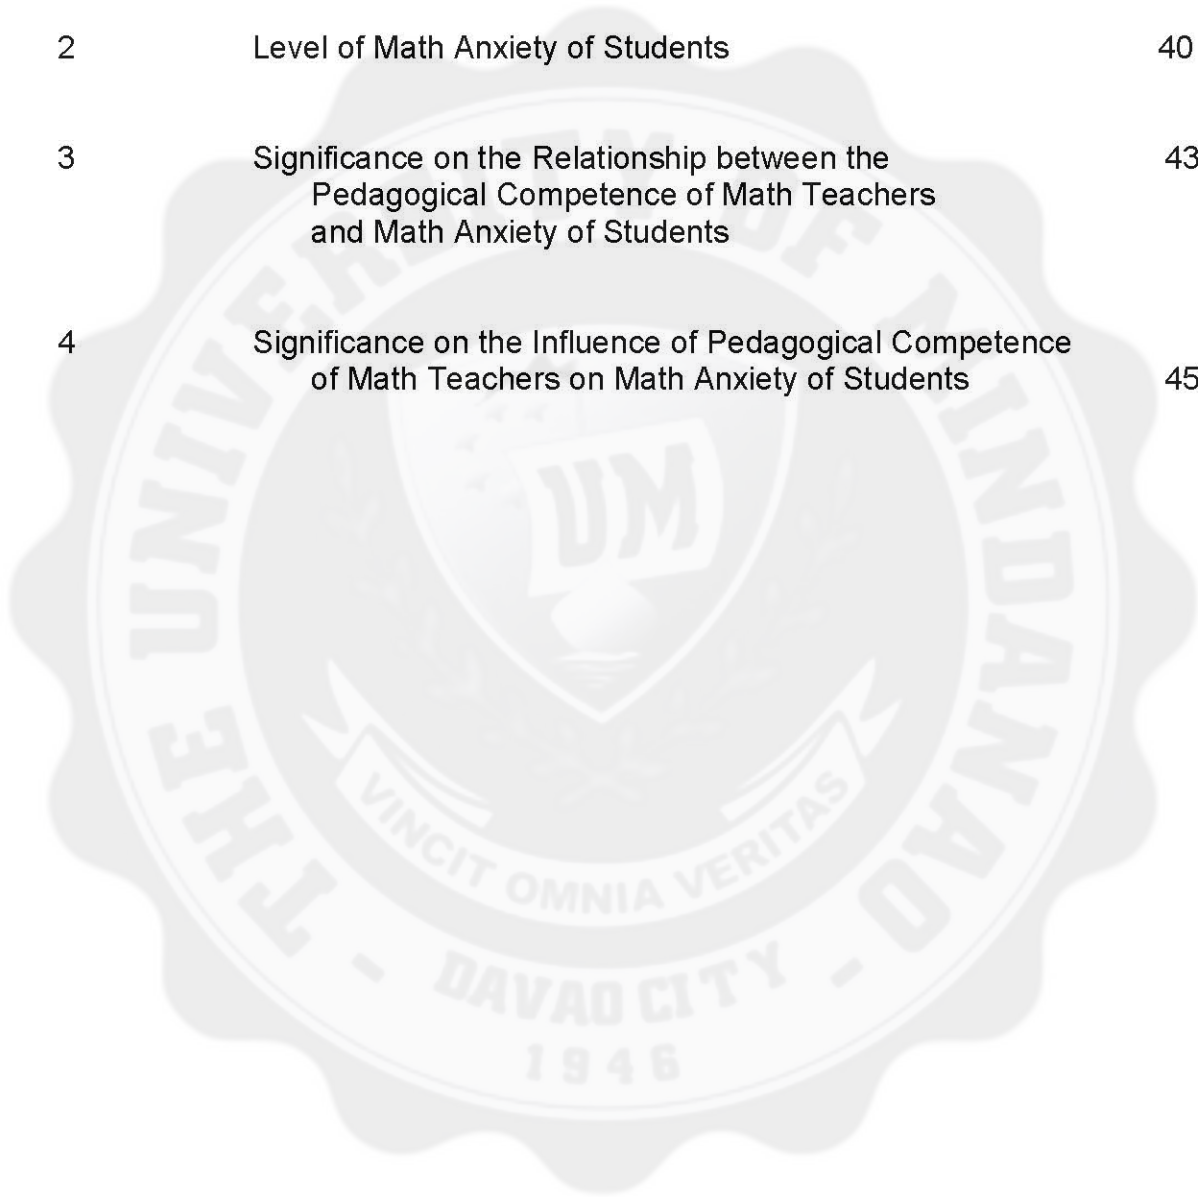 2 Level of Math Anxiety of Students 40
3 Significance on the Relationship between the 43
Pedagogical Competence of Math Teachers
and Math Anxiety of Students
4 Significance on the Influence of Pedagogical Competence
of Math Teachers on Math Anxiety of Students 45
THE UNIVERSITY OF MINDANAO
UM
VINCIT OMNIA VERITAS
- DAVAO CITY -
1946